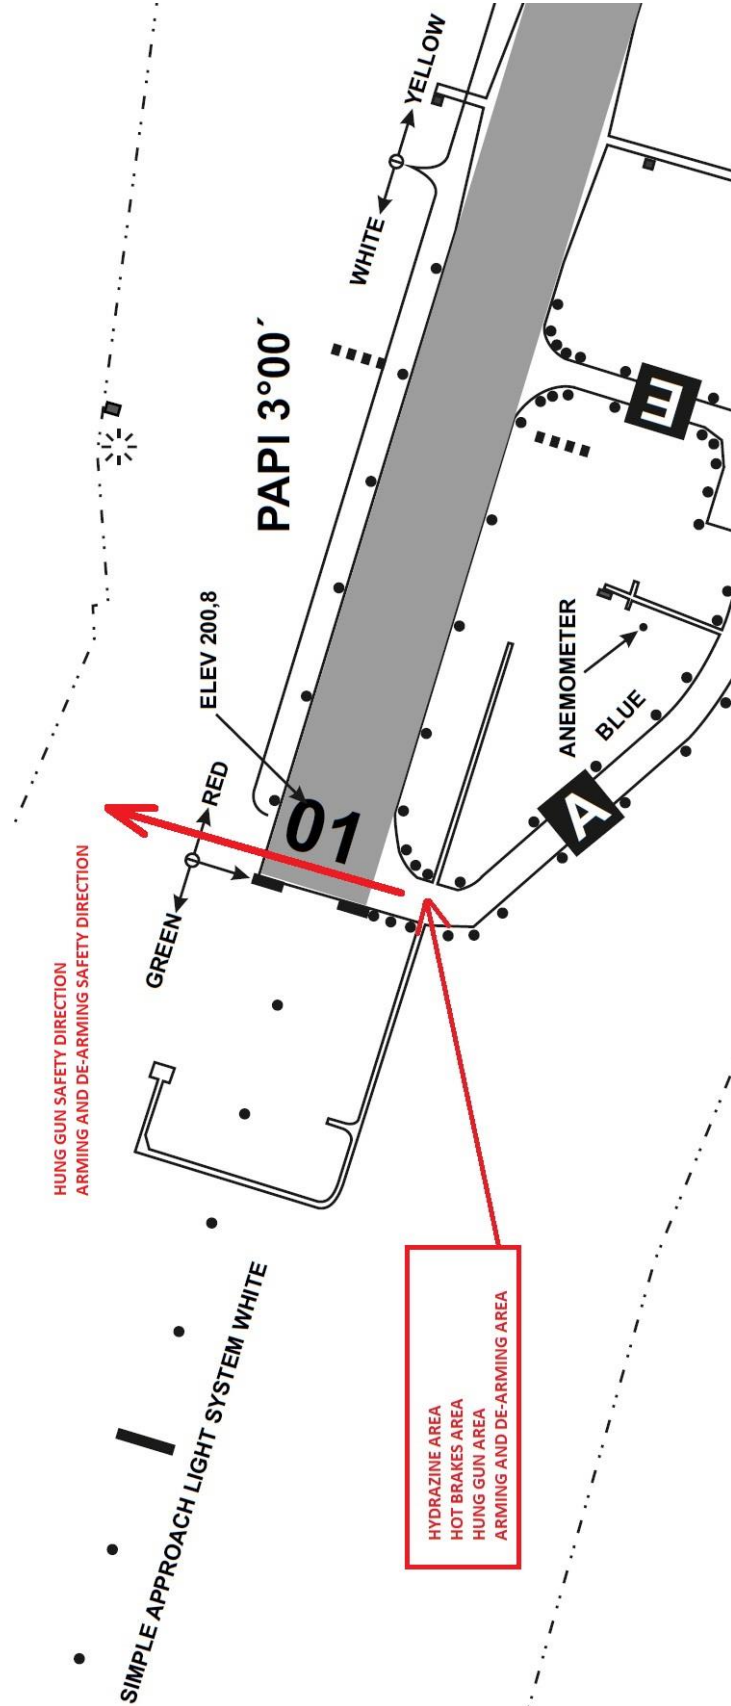 YELLOW
WHITE
PAPI 3°00´
E
ELEV 200,8
ANEMOMETER
BLUE
RED
01
A
GREEN
HUNG GUN SAFETY DIRECTION
ARMING AND DE-ARMING SAFETY DIRECTION
SIMPLE APPROACH LIGHT SYSTEM WHITE
HYDRAZINE AREA
HOT BRAKES AREA
HUNG GUN AREA
ARMING AND DE-ARMING AREA